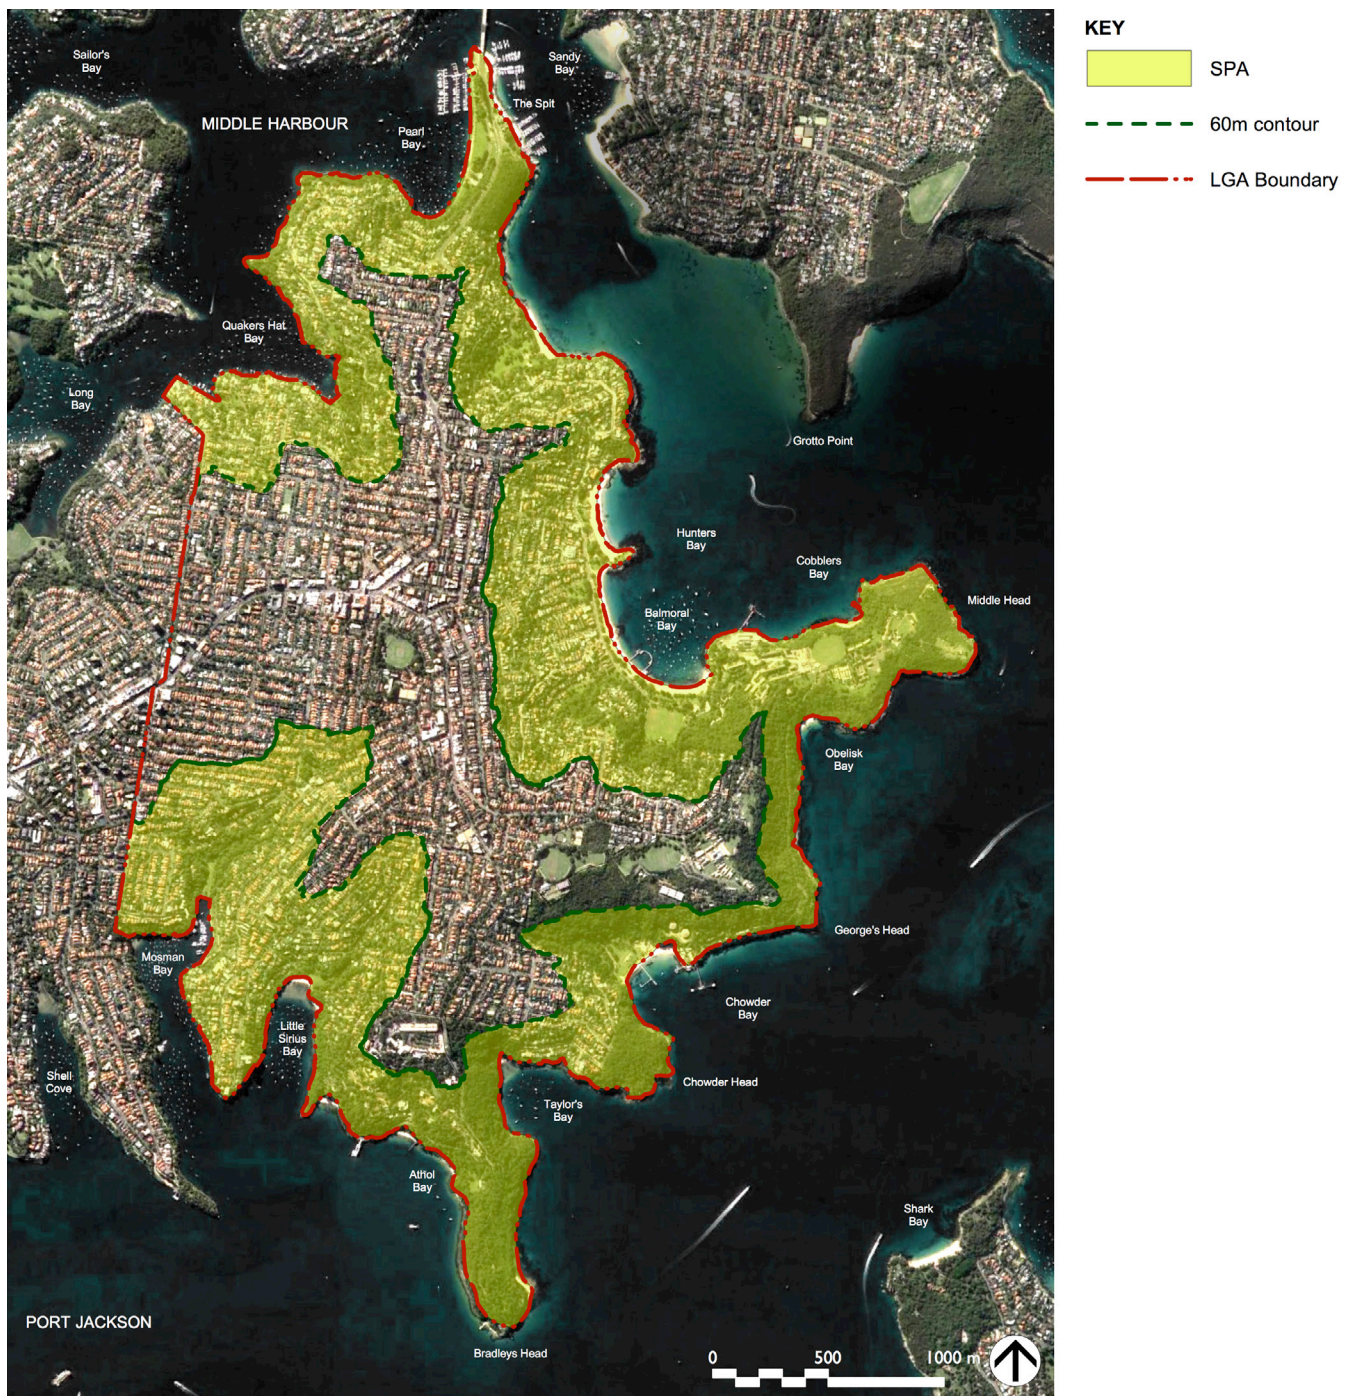 KEY
SPA
60m contour
LGA Boundary
Sailor's
Bay
Sandy
Bay
The Spit
MIDDLE HARBOUR
Pearl
Bay
Quakers Hat
Bay
Long
Bay
Grotto Point
Hunters
Bay
Cobblers
Bay
Middle Head
Balmoral
Bay
Obelisk
Bay
George's Head
Mosman
Bay
Chowder
Bay
Little
Sirius
Bay
Shell
Cove
Chowder Head
Taylor's
Bay
Athol
Bay
Shark
Bay
PORT JACKSON
Bradleys Head
0 500 1000 m